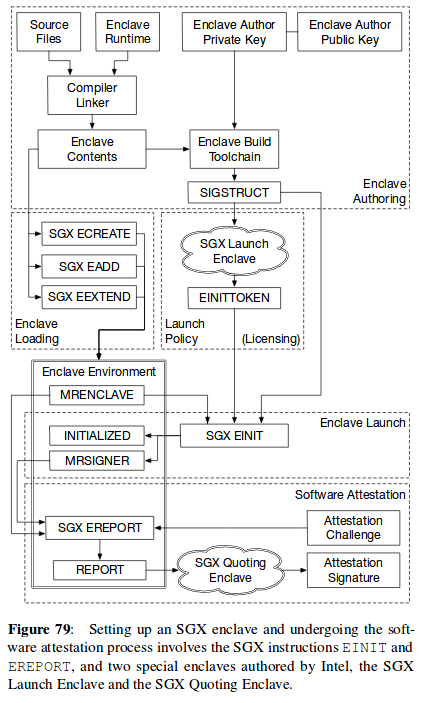 Source
Files
Enclave
Runtime
Enclave Author
Private Key
Enclave Author
Public Key
Compiler
Linker
Enclave
Contents
Enclave Build
Toolchain
SIGSTRUCT
Enclave
Authoring
SGX ECREATE
SGX EADD
SGX EEXTEND
Enclave
Loading
SGX Launch
Enclave
EINITTOKEN
Launch
Policy
(Licensing)
Enclave Environment
MRENCLAVE
INITIALIZED
MRSIGNER
SGX EINIT
Enclave Launch
Software Attestation
SGX EREPORT
Attestation
Challenge
REPORT
SGX Quoting
Enclave
Attestation
Signature
Figure 79: Setting up an SGX enclave and undergoing the soft-
ware attestation process involves the SGX instructions EINIT and
EREPORT, and two special enclaves authored by Intel, the SGX
Launch Enclave and the SGX Quoting Enclave.